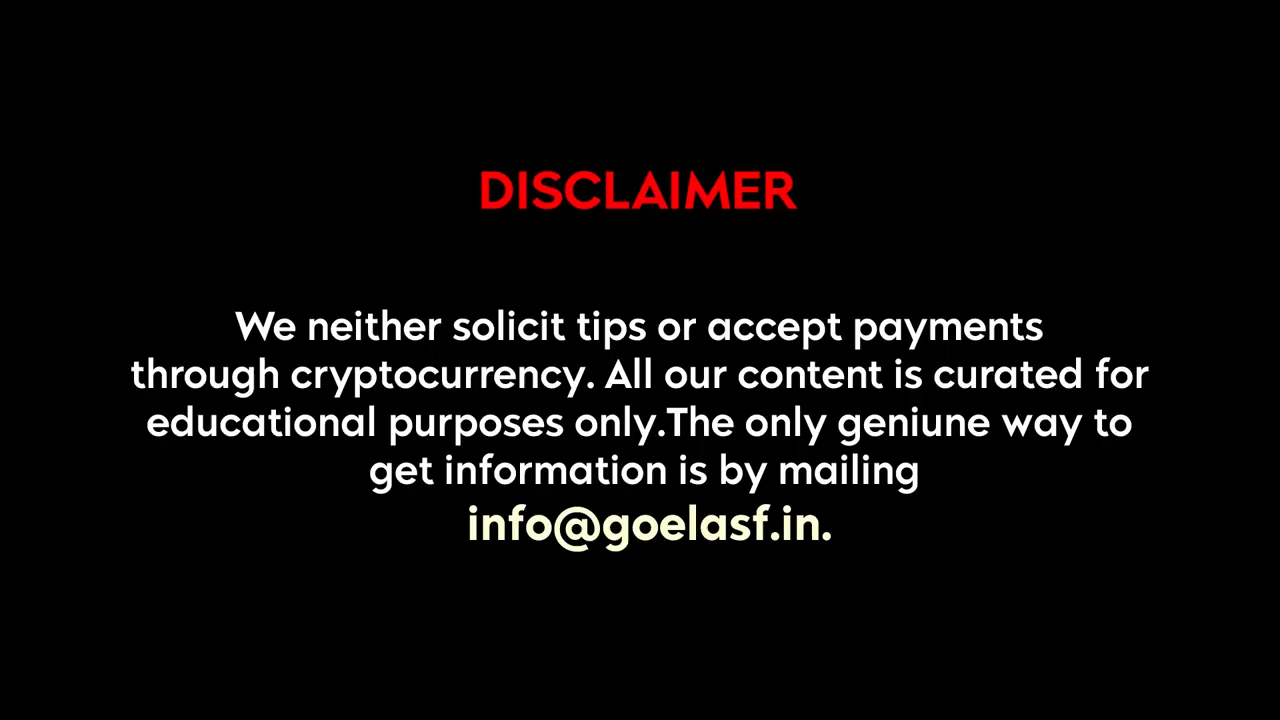 DISCLAIMER
We neither solicit tips or accept payments
through cryptocurrency. All our content is curated for
educational purposes only.The only geniune way to
get information is by mailing
info@goelasf.in.